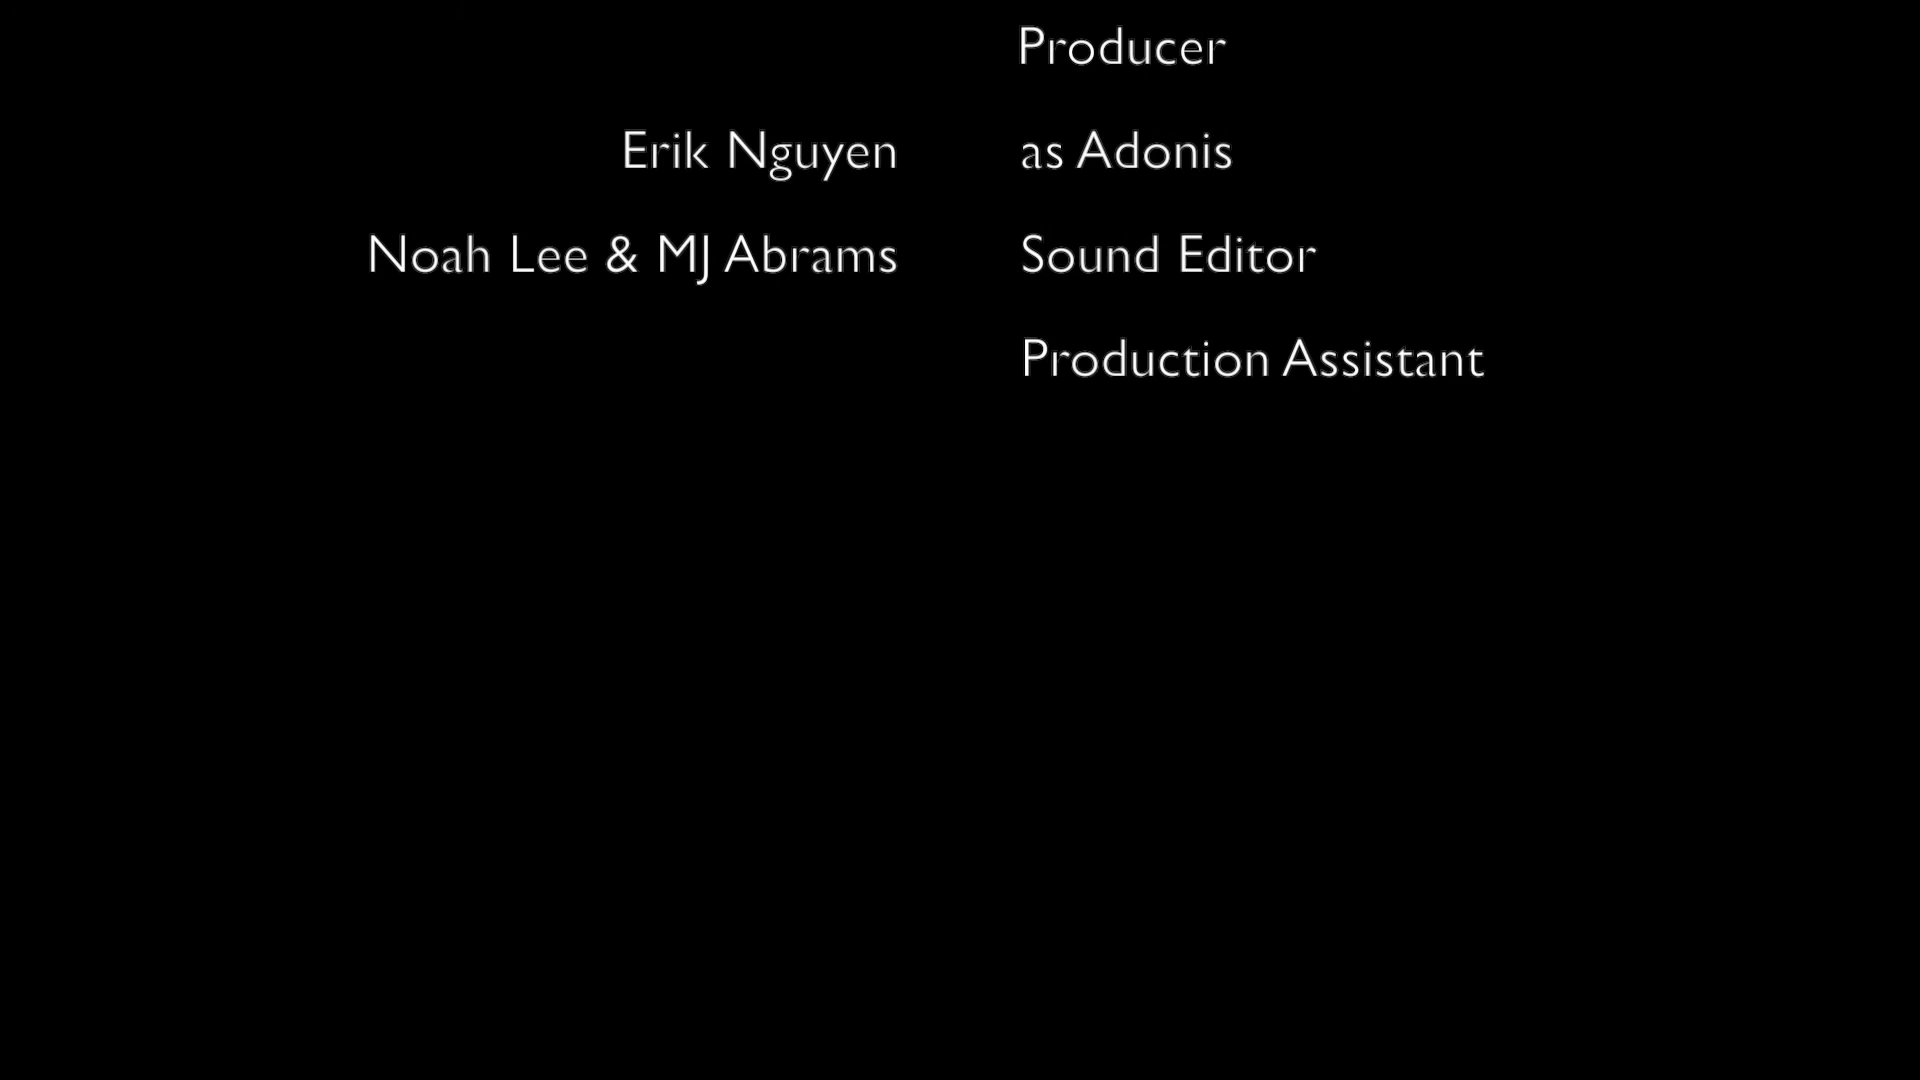 Producer
Erik Nguyen as Adonis
Noah Lee & MJ Abrams Sound Editor
Production Assistant